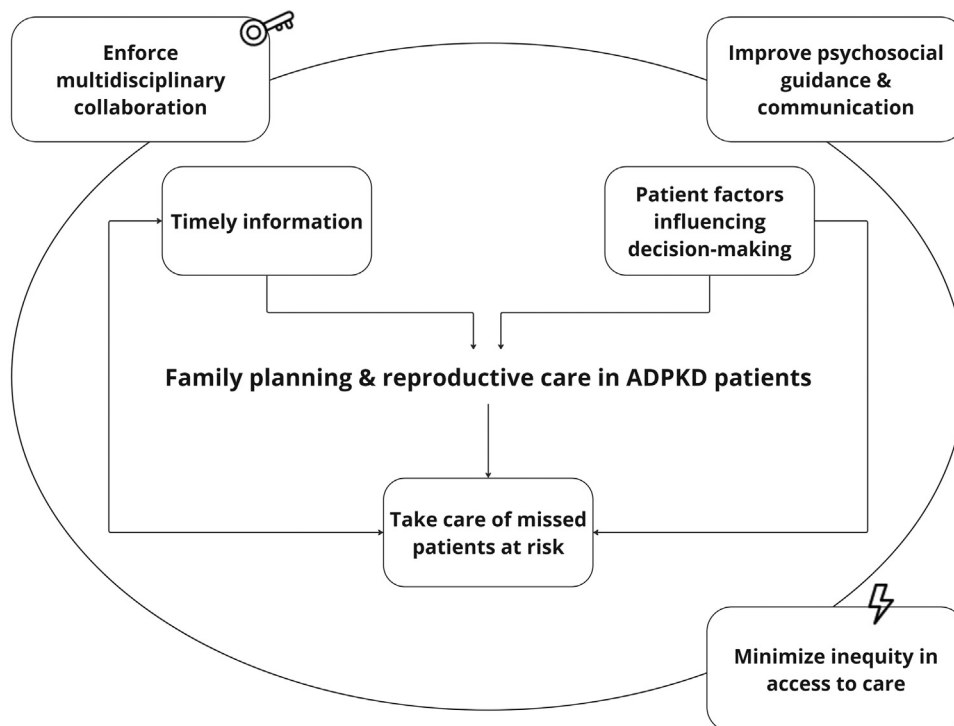 Enforce
multidisciplinary
collaboration
Improve psychosocial
guidance &
communication
Timely information
Patient factors
influencing
decision-making
Family planning & reproductive care in ADPKD patients
Take care of missed
patients at risk
Minimize inequity in
access to care